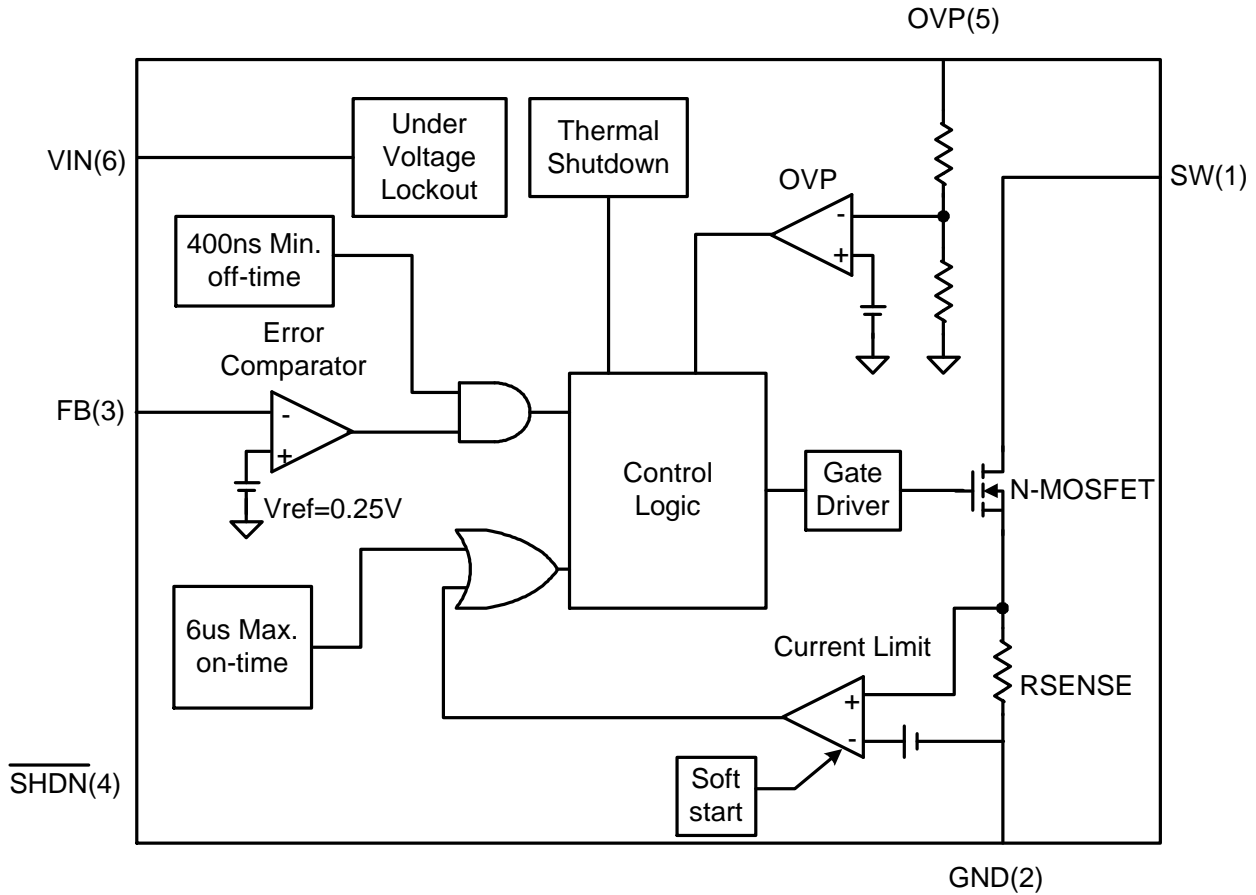 OVP(5)
Under
Voltage
Lockout
Thermal
Shutdown
VIN(6)
OVP
-
+
SW(1)
400ns Min.
off-time
Error
Comparator
FB(3)
-
+
Vref=0.25V
Control
Logic
Gate
Driver
N-MOSFET
6us Max.
on-time
Current Limit
+
-
RSENSE
Soft
start
SHDN(4)
GND(2)